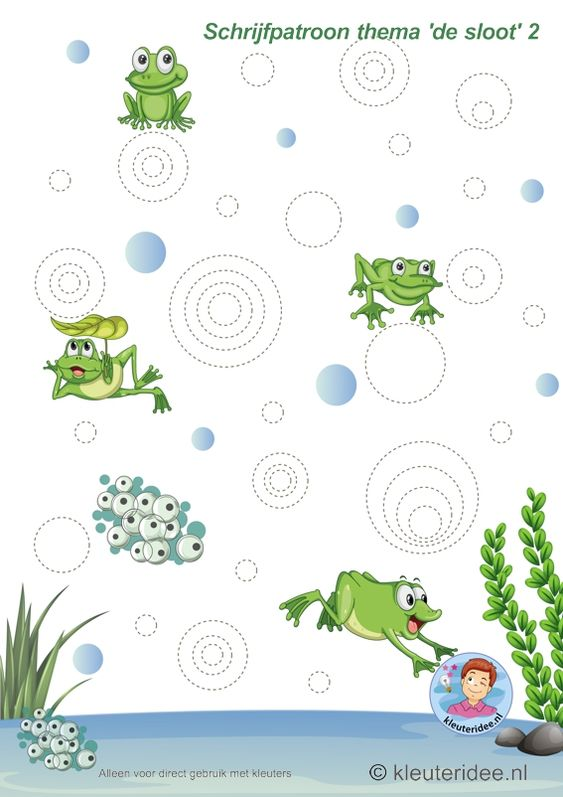 Schrijfpatroon thema 'de sloot' 2
kleuteridee.nl
Alleen voor direct gebruik met kleuters
© kleuteridee.nl